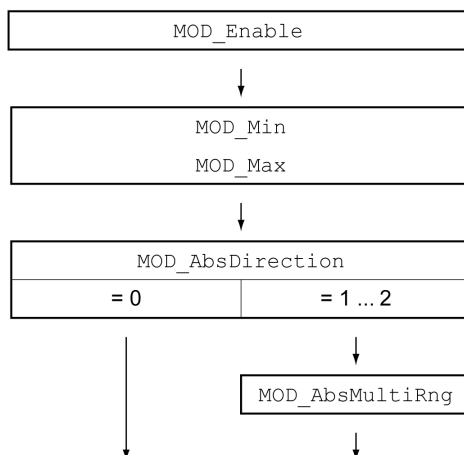 MOD_Enable
MOD_Min
MOD_Max
MOD_AbsDirection
= 0 = 1 ... 2
MOD_AbsMultiRng